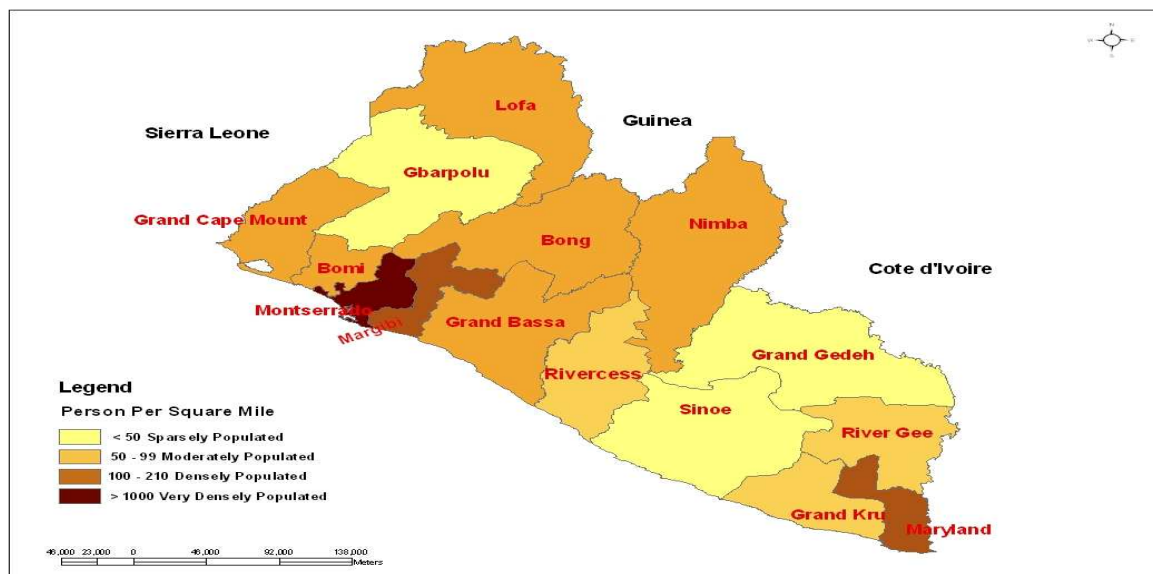 N
W E
S
Lofa
Guinea
Sierra Leone
Gbarpolu
Grand Cape Mount
Nimba
Bong
Bomi
Cote d'Ivoire
Montserrado
Grand Bassa
Margibi
Grand Gedeh
Rivercess
Legend
Sinoe
Person Per Square Mile
River Gee
< 50 Sparsely Populated
50 - 99 Moderately Populated
100 - 210 Densely Populated
> 1000 Very Densely Populated
Grand Kru
Maryland
46,000 23,000 0 46,000 92,000 138,000
Meters